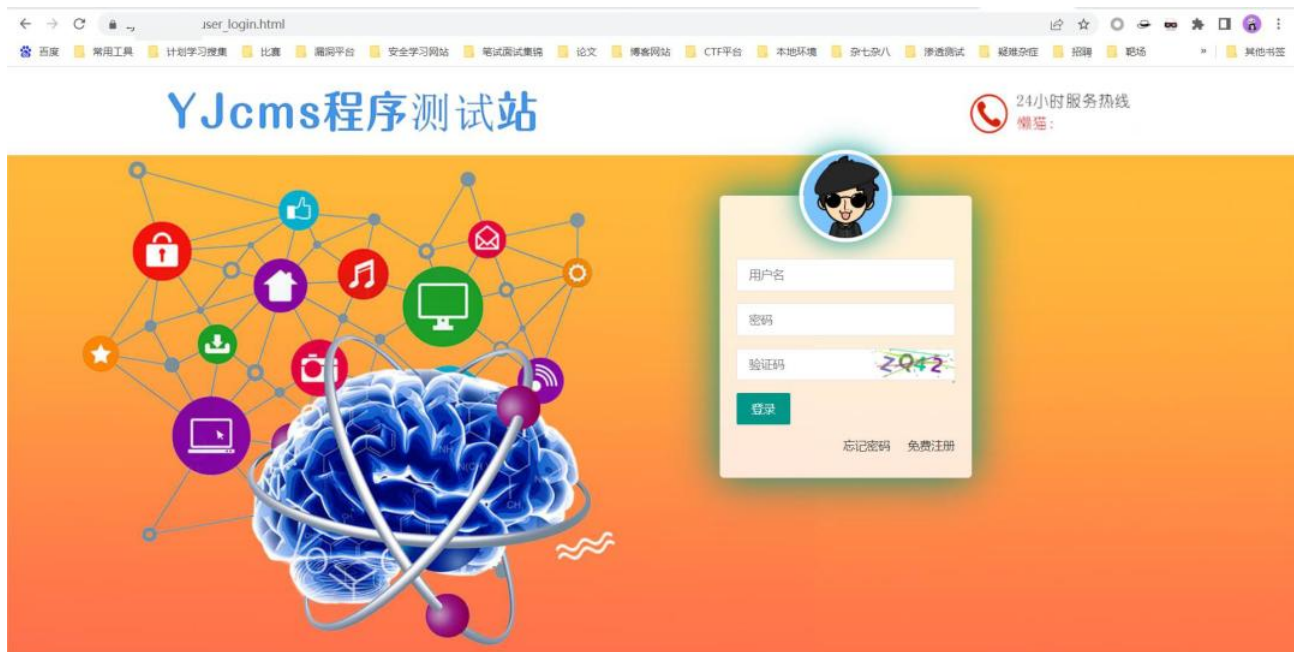 user_login.html
百度 常用工具 计划学习搜集 比赛 漏洞平台 安全学习网站 笔试面试集锦 论文 博客网站 CTF平台 本地环境 杂七杂八 渗透测试 疑难杂症 招聘 靶场 » 其他书签
YJcms程序测试站
24小时服务热线
懒猫:
用户名
密码
验证码 ZQ42
登录
忘记密码 免费注册